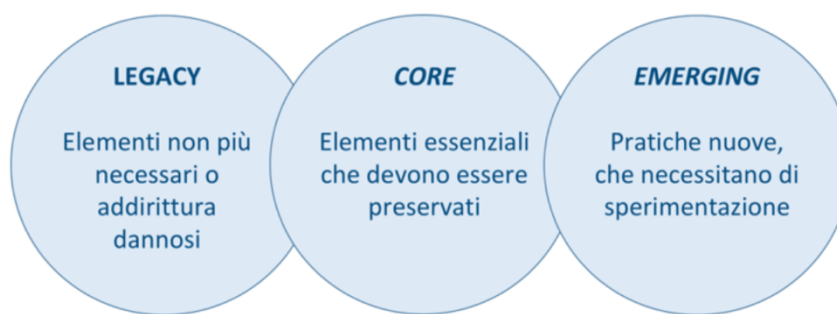 LEGACY
Elementi non più
necessari o
addirittura
dannosi
CORE
Elementi essenziali
che devono essere
preservati
EMERGING
Pratiche nuove,
che necessitano di
sperimentazione